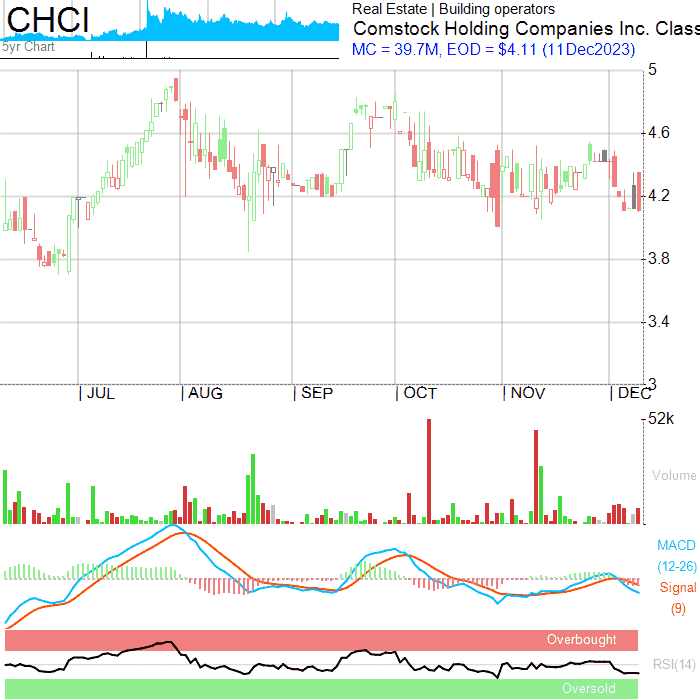 CHCI
5yr Chart
Real Estate | Building operators
Comstock Holding Companies Inc. Class
MC = 39.7M, EOD = $4.11 (11Dec2023)
5
4.6
4.2
3.8
3.4
3
| JUL | AUG | SEP | OCT | NOV | DEC
52k
Volume
MACD
(12-26)
Signal
(9)
Overbought
RSI(14)
Oversold